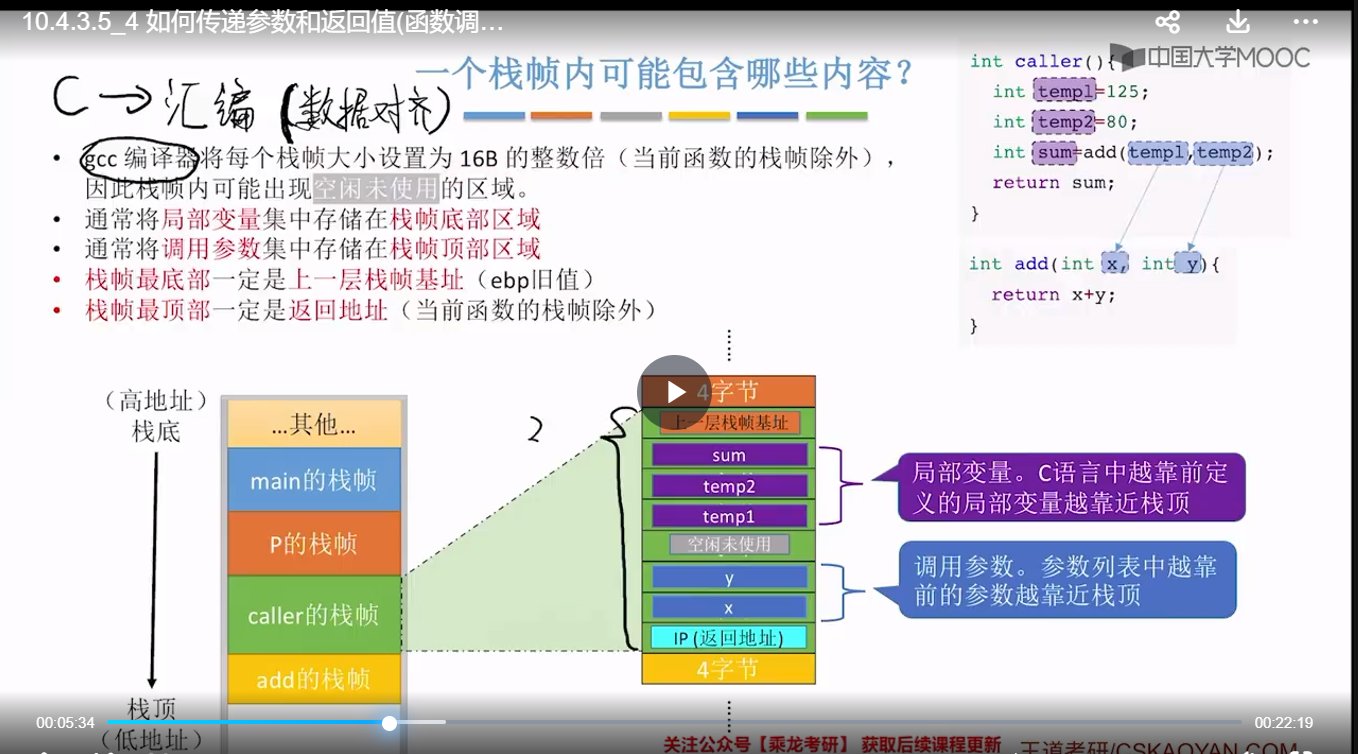 10.4.3.5_4 如何传递参数和返回值(函数调...
中国大学MOOC
一个栈帧内可能包含哪些内容？
C → 汇编 (数据对齐)
• gcc 编译器将每个栈帧大小设置为 16B 的整数倍（当前函数的栈帧除外），
因此栈帧内可能出现空闲未使用的区域。
• 通常将局部变量集中存储在栈帧底部区域
• 通常将调用参数集中存储在栈帧顶部区域
• 栈帧最底部一定是上一层栈帧基址（ebp旧值）
• 栈帧最顶部一定是返回地址（当前函数的栈帧除外）
int caller(){
int temp1=125;
int temp2=80;
int sum=add(temp1,temp2);
return sum;
}
int add(int x, int y){
return x+y;
}
（高地址）
栈底
...其他...
main的栈帧
P的栈帧
caller的栈帧
add的栈帧
栈顶
（低地址）
2
4字节
上一层栈帧基址
sum
temp2
temp1
空闲未使用
y
x
IP (返回地址)
4字节
局部变量。C语言中越靠前定
义的局部变量越靠近栈顶
调用参数。参数列表中越靠
前的参数越靠近栈顶
00:05:34
00:22:19
关注公众号【乘龙考研】 获取后续课程更新
王道考研/CSKAOYAN.COM